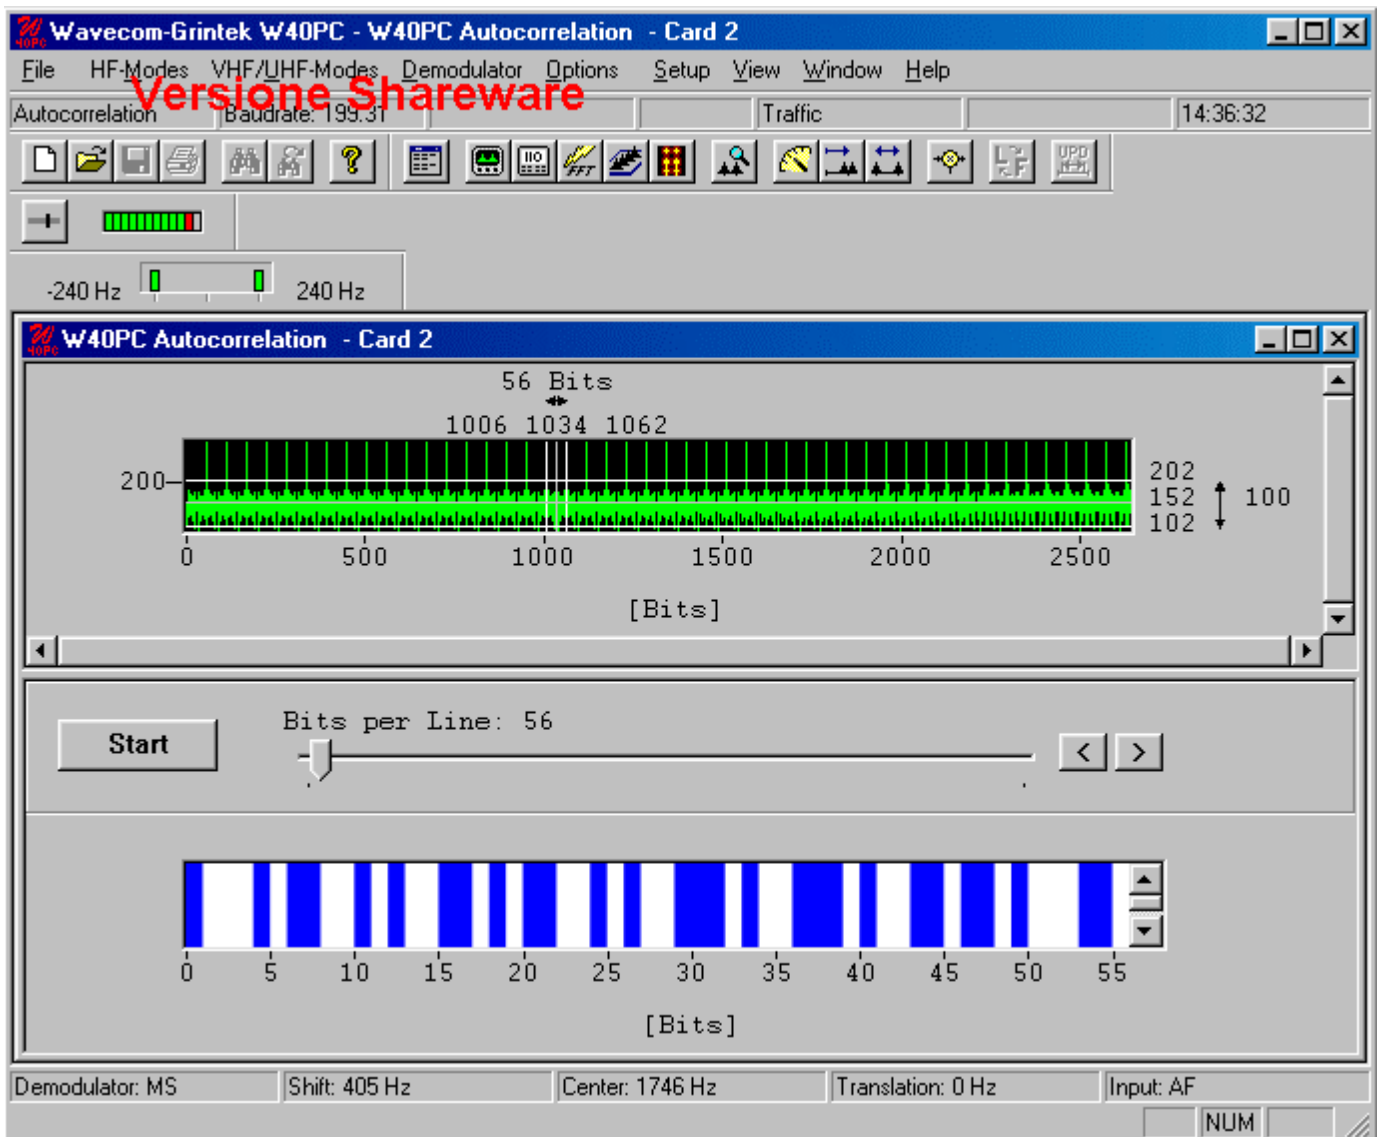 Wavecom-Grintek W40PC - W40PC Autocorrelation - Card 2
File HF-Modes VHF/UHF-Modes Demodulator Options Setup View Window Help
Versione Shareware
Autocorrelation Baudrate: 199.31 Traffic 14:36:32
-240 Hz 240 Hz
W40PC Autocorrelation - Card 2
56 Bits
1006 1034 1062
200
202
152 100
102
0 500 1000 1500 2000 2500
[Bits]
Start
Bits per Line: 56
< >
0 5 10 15 20 25 30 35 40 45 50 55
[Bits]
Demodulator: MS Shift: 405 Hz Center: 1746 Hz Translation: 0 Hz Input: AF
NUM